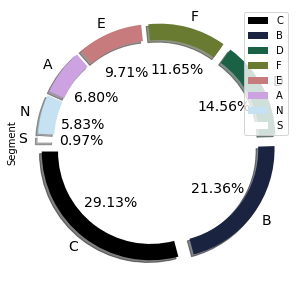 F
E
A
N
S
C
B
9.71%
11.65%
6.80%
14.56%
5.83%
0.97%
29.13%
21.36%
Segment
C
B
D
F
E
A
N
S